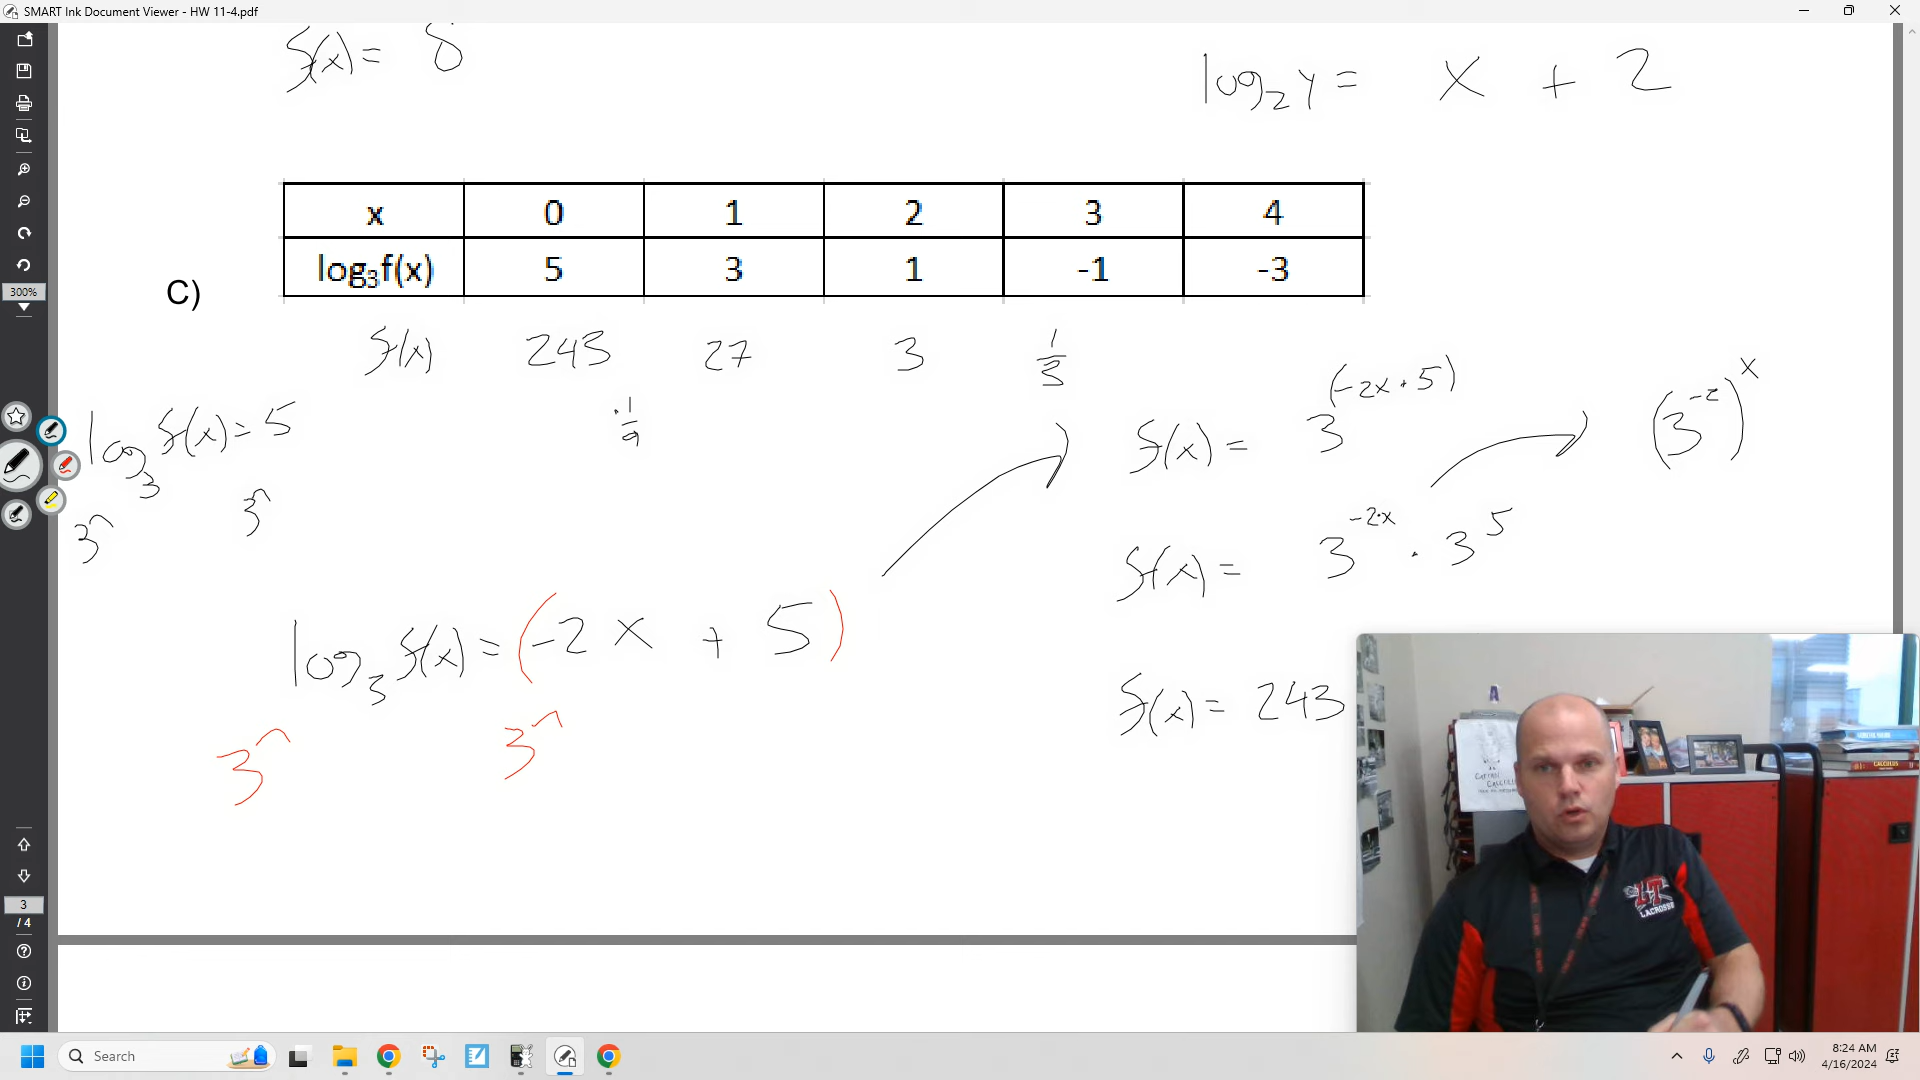 SMART Ink Document Viewer - HW 11-4.pdf
f(x) = 8
log₂ y = x + 2
x 0 1 2 3 4
log₃f(x) 5 3 1 -1 -3
C)
f(x) 243 27 3 1/3
·1/9
log₃ f(x) = 5
3^ 3^
f(x) = 3^(-2x+5)
(3^-2)^x
f(x) = 3^-2·x · 3^5
log₃ f(x) = (-2x + 5)
3^ 3^
f(x) = 243
300%
3
/ 4
CALCULUS
LT
LACROSSE
Search
8:24 AM
4/16/2024